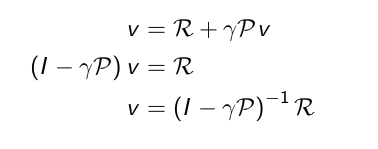 v = ℛ + γ𝒫v
(I − γ𝒫) v = ℛ
v = (I − γ𝒫)⁻¹ ℛ